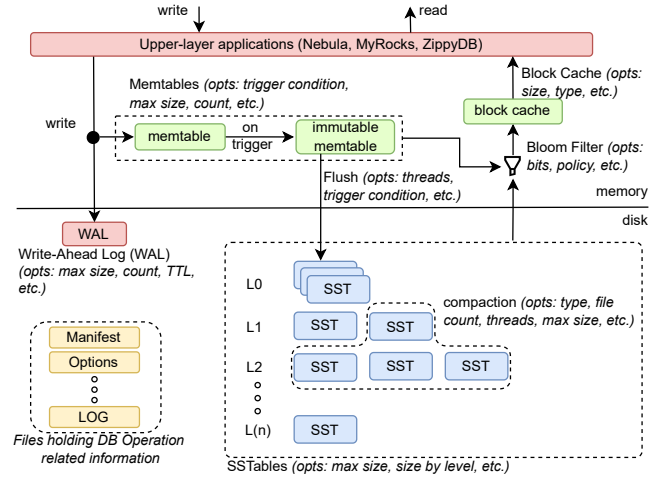 write
read
Upper-layer applications (Nebula, MyRocks, ZippyDB)
Memtables (opts: trigger condition,
max size, count, etc.)
Block Cache (opts:
size, type, etc.)
block cache
write
memtable
on
trigger
immutable
memtable
Bloom Filter (opts:
bits, policy, etc.)
Flush (opts: threads,
trigger condition, etc.)
memory
disk
WAL
Write-Ahead Log (WAL)
(opts: max size, count, TTL,
etc.)
L0
SST
compaction (opts: type, file
count, threads, max size, etc.)
L1
SST
SST
L2
SST
SST
SST
L(n)
SST
Manifest
Options
LOG
Files holding DB Operation
related information
SSTables (opts: max size, size by level, etc.)